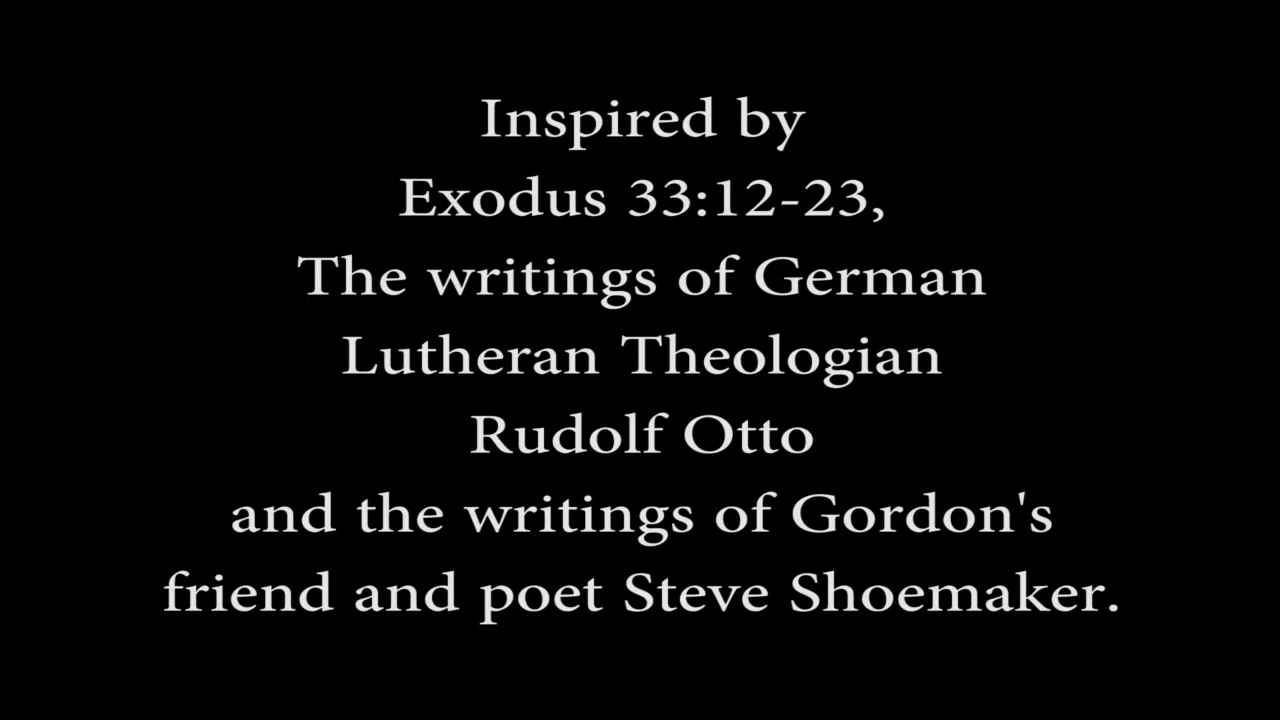 Inspired by
Exodus 33:12-23,
The writings of German
Lutheran Theologian
Rudolf Otto
and the writings of Gordon's
friend and poet Steve Shoemaker.